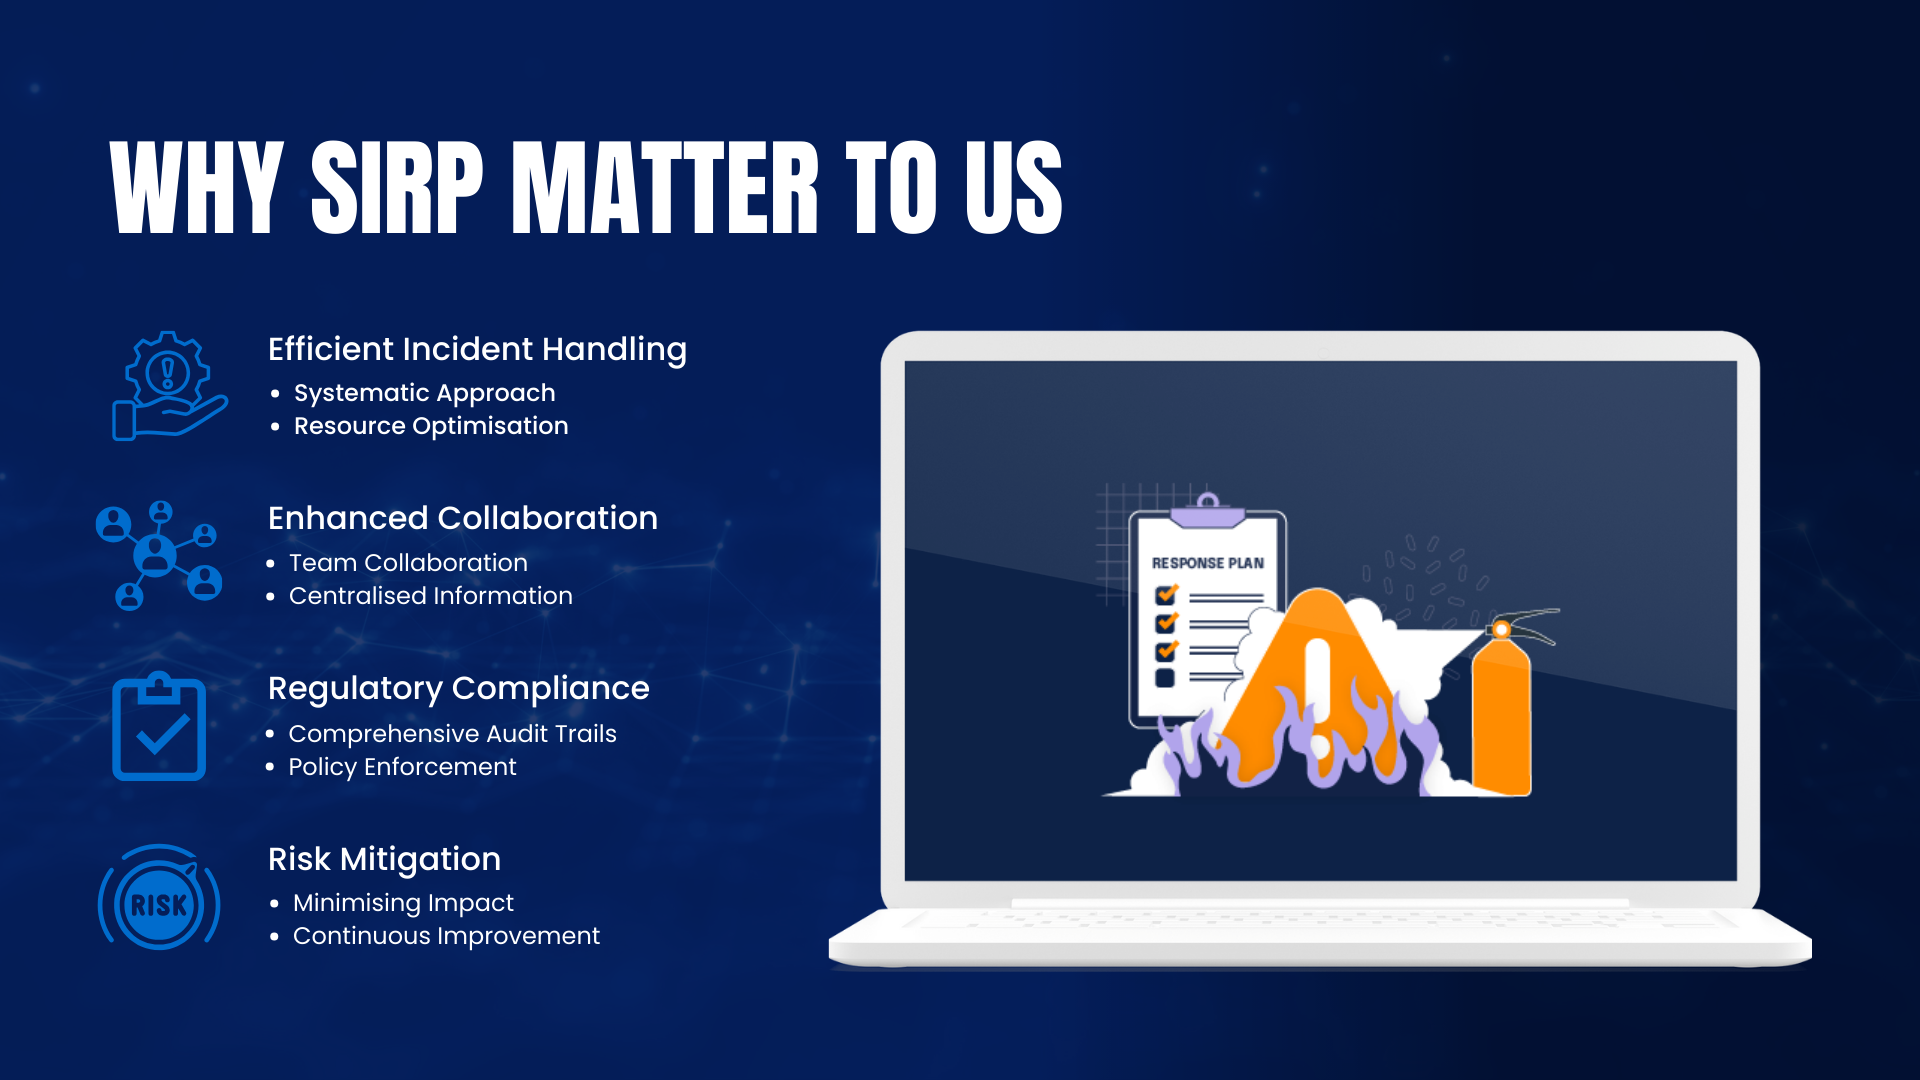 WHY SIRP MATTER TO US
Efficient Incident Handling
• Systematic Approach
• Resource Optimisation
Enhanced Collaboration
• Team Collaboration
• Centralised Information
Regulatory Compliance
• Comprehensive Audit Trails
• Policy Enforcement
RISK
Risk Mitigation
• Minimising Impact
• Continuous Improvement
RESPONSE PLAN